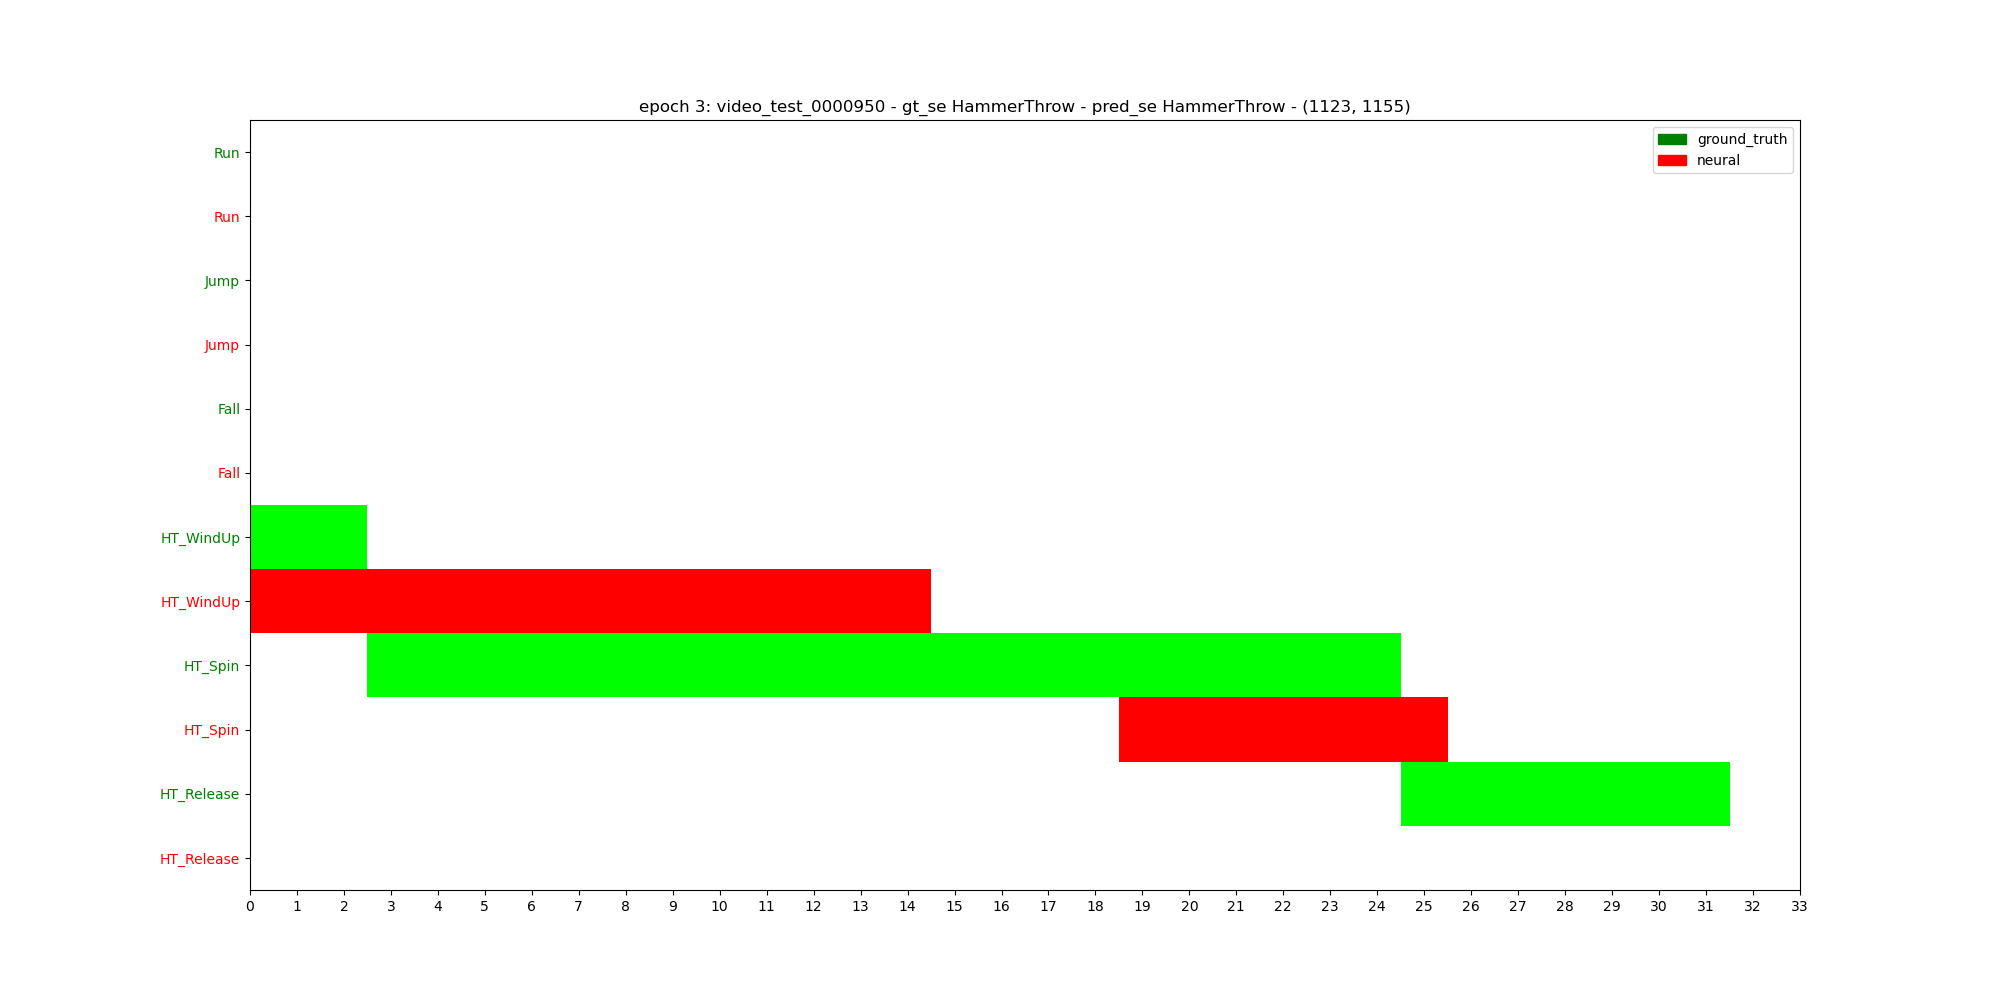 epoch 3: video_test_0000950 - gt_se HammerThrow - pred_se HammerThrow - (1123, 1155)
ground_truth
neural
Run
Run
Jump
Jump
Fall
Fall
HT_WindUp
HT_WindUp
HT_Spin
HT_Spin
HT_Release
HT_Release
0 1 2 3 4 5 6 7 8 9 10 11 12 13 14 15 16 17 18 19 20 21 22 23 24 25 26 27 28 29 30 31 32 33